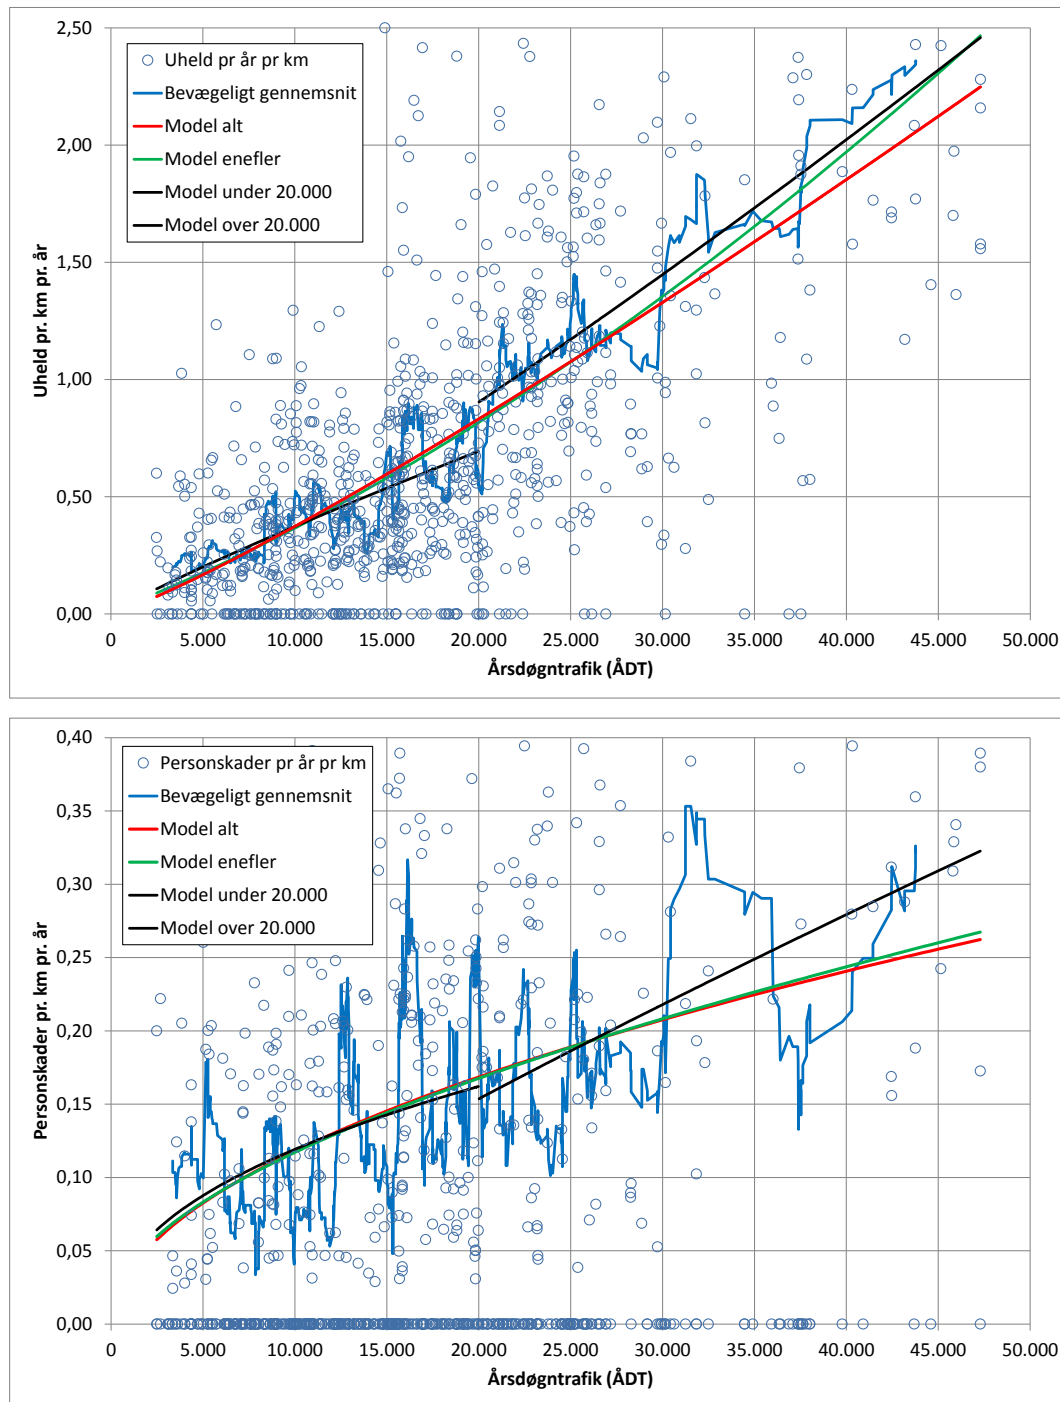 2,50
2,00
1,50
1,00
0,50
0,00
Uheld pr. km pr. år
Uheld pr år pr km
Bevægeligt gennemsnit
Model alt
Model enefler
Model under 20.000
Model over 20.000
0 5.000 10.000 15.000 20.000 25.000 30.000 35.000 40.000 45.000 50.000
Årsdøgntrafik (ÅDT)
0,40
0,35
0,30
0,25
0,20
0,15
0,10
0,05
0,00
Personskader pr. km pr. år
Personskader pr år pr km
Bevægeligt gennemsnit
Model alt
Model enefler
Model under 20.000
Model over 20.000
0 5.000 10.000 15.000 20.000 25.000 30.000 35.000 40.000 45.000 50.000
Årsdøgntrafik (ÅDT)